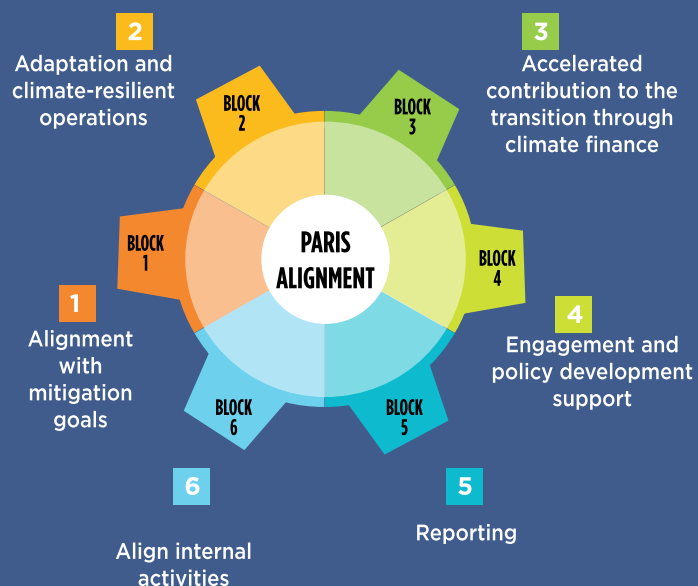 2
Adaptation and
climate-resilient
operations
3
Accelerated
contribution to the
transition through
climate finance
BLOCK
2
BLOCK
3
BLOCK
1
PARIS
ALIGNMENT
BLOCK
4
1
Alignment
with
mitigation
goals
4
Engagement and
policy development
support
BLOCK
6
BLOCK
5
6
Align internal
activities
5
Reporting